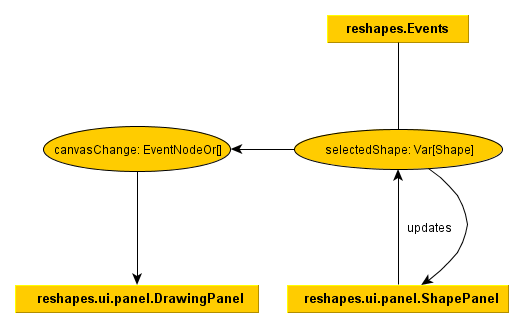 reshapes.Events
canvasChange: EventNodeOr[]
selectedShape: Var[Shape]
updates
reshapes.ui.panel.DrawingPanel
reshapes.ui.panel.ShapePanel